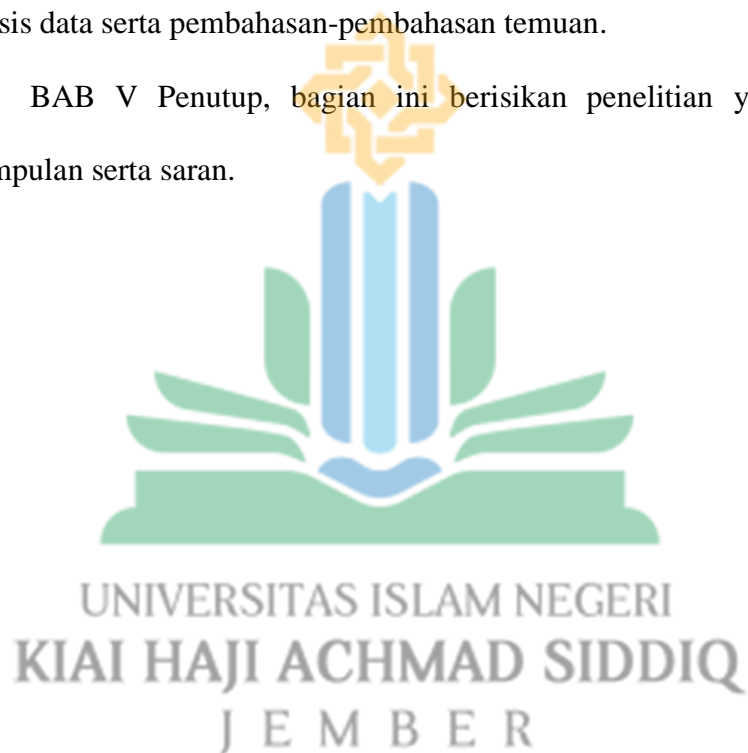 sis data serta pembahasan-pembahasan temuan.
BAB V Penutup, bagian ini berisikan penelitian y
mpulan serta saran.
UNIVERSITAS ISLAM NEGERI
KIAI HAJI ACHMAD SIDDIQ
JEMBER